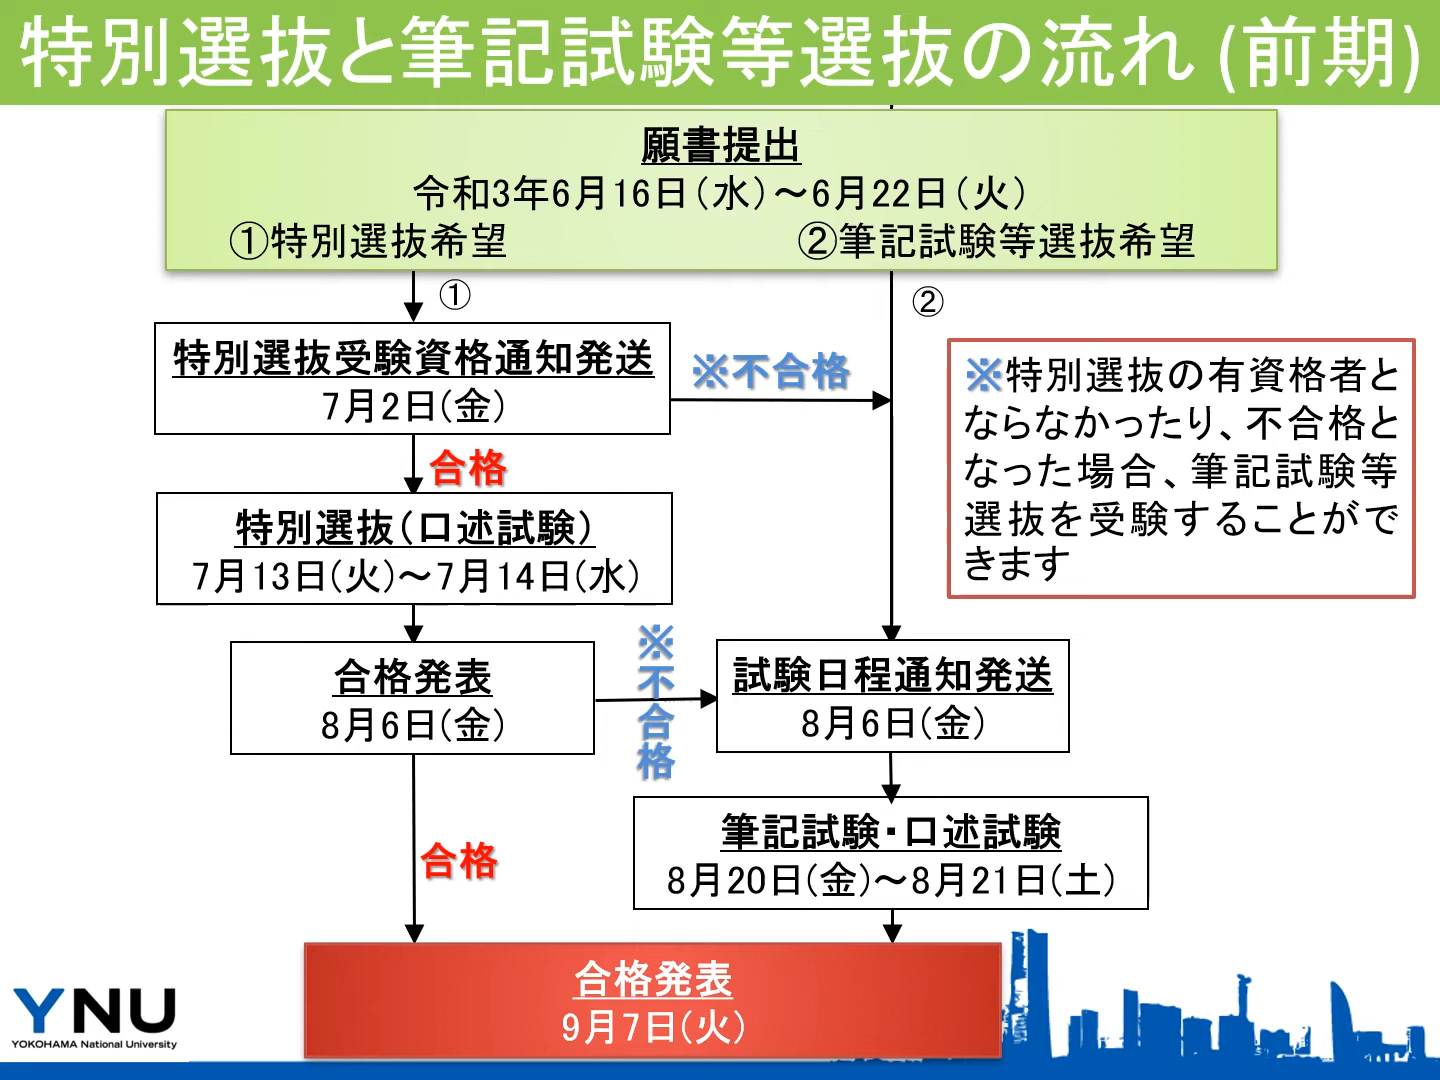 特別選抜と筆記試験等選抜の流れ (前期)
願書提出
令和3年6月16日(水)～6月22日(火)
①特別選抜希望
②筆記試験等選抜希望
①
②
特別選抜受験資格通知発送
7月2日(金)
※不合格
※特別選抜の有資格者と
ならなかったり、不合格と
なった場合、筆記試験等
選抜を受験することがで
きます
合格
特別選抜(口述試験)
7月13日(火)～7月14日(水)
合格発表
8月6日(金)
※不合格
試験日程通知発送
8月6日(金)
筆記試験・口述試験
8月20日(金)～8月21日(土)
合格
合格発表
9月7日(火)
YNU
YOKOHAMA National University